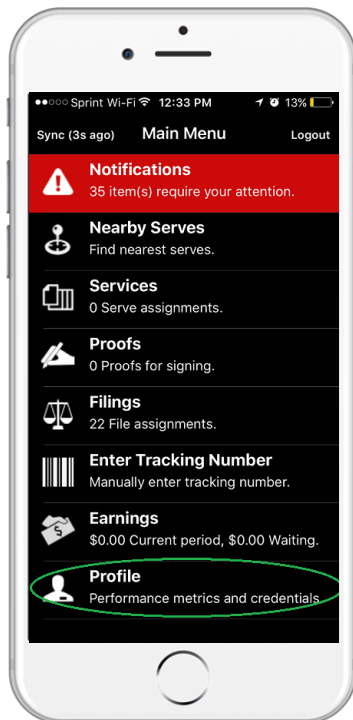 Sprint Wi-Fi 12:33 PM 13%
Sync (3s ago) Main Menu Logout
Notifications
35 item(s) require your attention.
Nearby Serves
Find nearest serves.
Services
0 Serve assignments.
Proofs
0 Proofs for signing.
Filings
22 File assignments.
Enter Tracking Number
Manually enter tracking number.
Earnings
$0.00 Current period, $0.00 Waiting.
Profile
Performance metrics and credentials